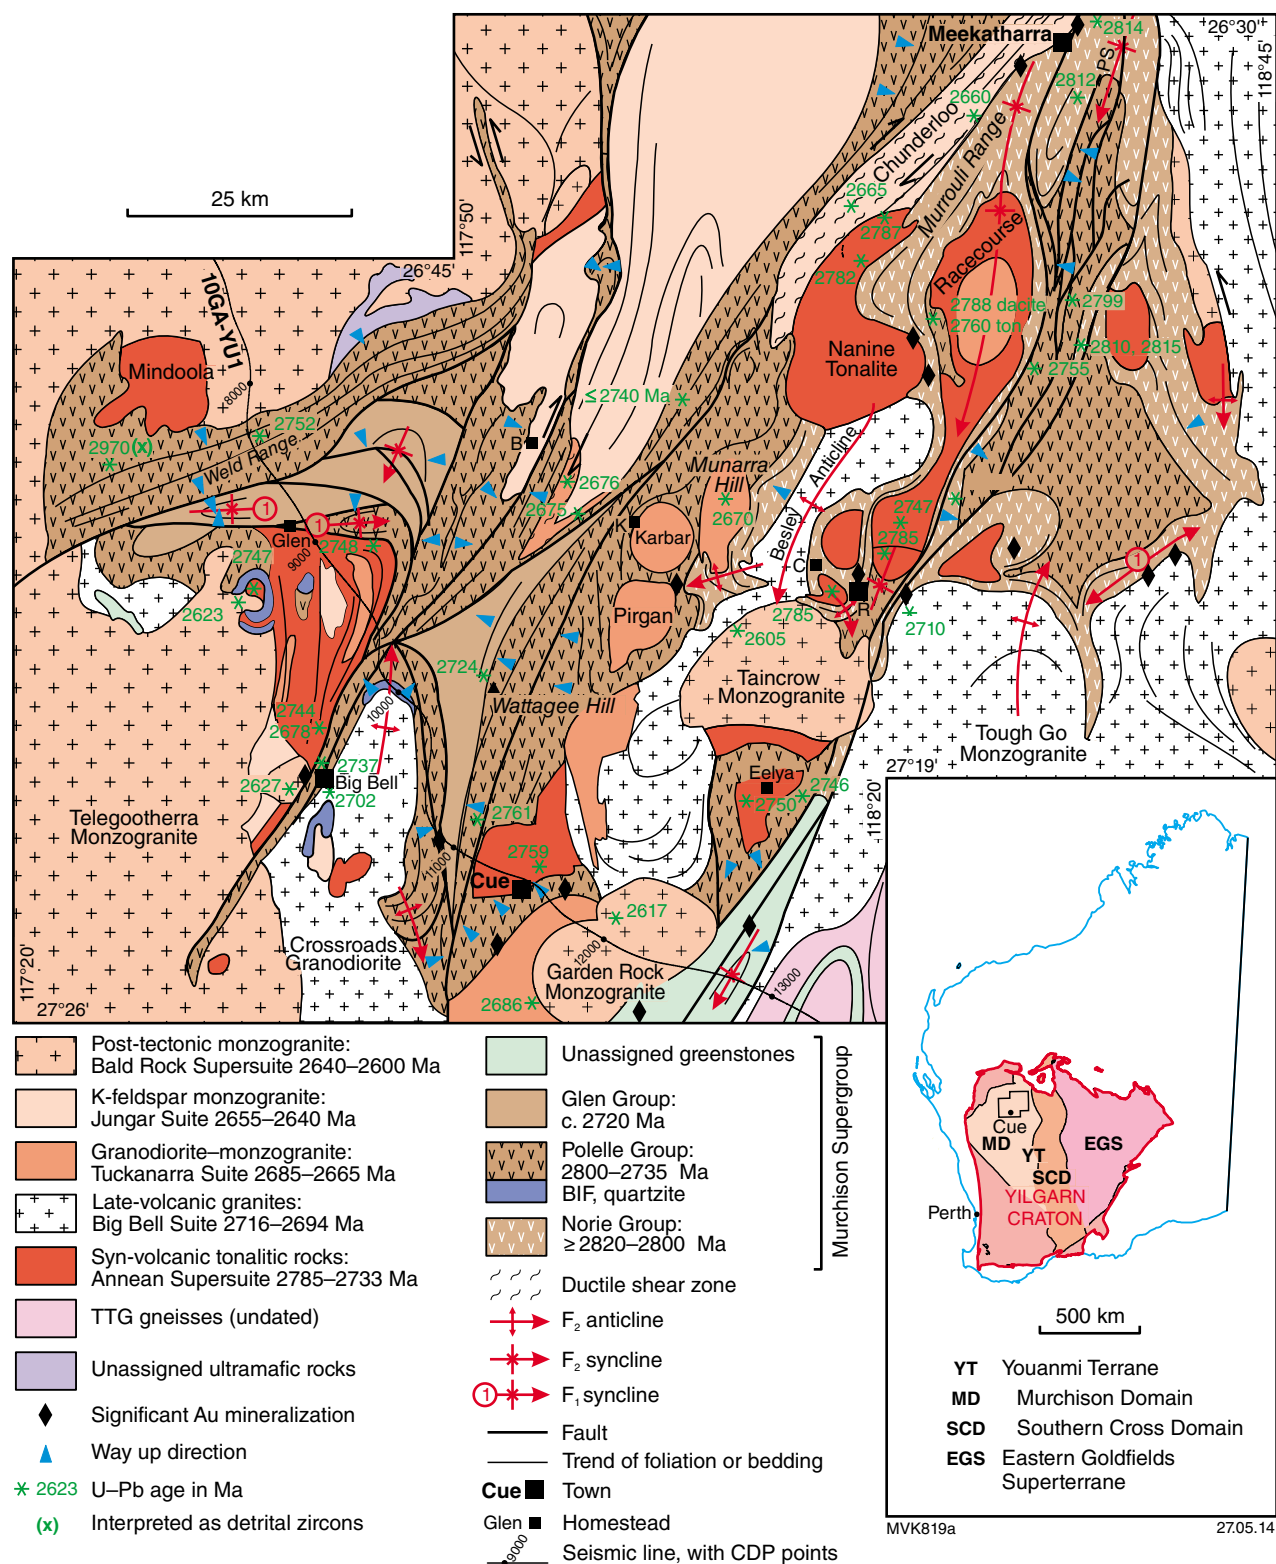 Meekatharra
2814
26°30'
118°45'
PS
2812
2660
Chunderloo
Murrouli Range
25 km
2665
2787
117°50'
26°45'
2782
Racecourse
10GA-YU1
2788 dacite
2760 ton
2799
2810, 2815
2755
Nanine
Tonalite
Mindoola
8000
≤ 2740 Ma
2752
2970 (x)
Weld Range
B
Anticline
Besley
Munarra
Hill
2676
2675
2670
2747
2785
1
1
Glen
2748
9000
K
Karbar
C
R
1
2747
2623
Pirgan
2785
2605
2710
2724
Wattagee Hill
Taincrow
Monzogranite
Tough Go
Monzogranite
10000
2744
2678
2737
Big Bell
2702
2627
Eelya
2746
2750
27°19'
118°20'
Telegootherra
Monzogranite
2761
11000
2759
Cue
2617
12000
Crossroads
Granodiorite
Garden Rock
Monzogranite
13000
2686
117°20'
27°26'
Post-tectonic monzogranite:
Bald Rock Supersuite 2640–2600 Ma
K-feldspar monzogranite:
Jungar Suite 2655–2640 Ma
Granodiorite–monzogranite:
Tuckanarra Suite 2685–2665 Ma
Late-volcanic granites:
Big Bell Suite 2716–2694 Ma
Syn-volcanic tonalitic rocks:
Annean Supersuite 2785–2733 Ma
TTG gneisses (undated)
Unassigned ultramafic rocks
Significant Au mineralization
Way up direction
2623 U–Pb age in Ma
(x) Interpreted as detrital zircons
Unassigned greenstones
Glen Group:
c. 2720 Ma
Polelle Group:
2800–2735 Ma
BIF, quartzite
Norie Group:
≥ 2820–2800 Ma
Murchison Supergroup
Ductile shear zone
F2 anticline
F2 syncline
1 F1 syncline
Fault
Trend of foliation or bedding
Cue Town
Glen Homestead
9000 Seismic line, with CDP points
Cue
MD
YT
SCD
EGS
YILGARN
CRATON
Perth
500 km
YT Youanmi Terrane
MD Murchison Domain
SCD Southern Cross Domain
EGS Eastern Goldfields
Superterrane
MVK819a
27.05.14